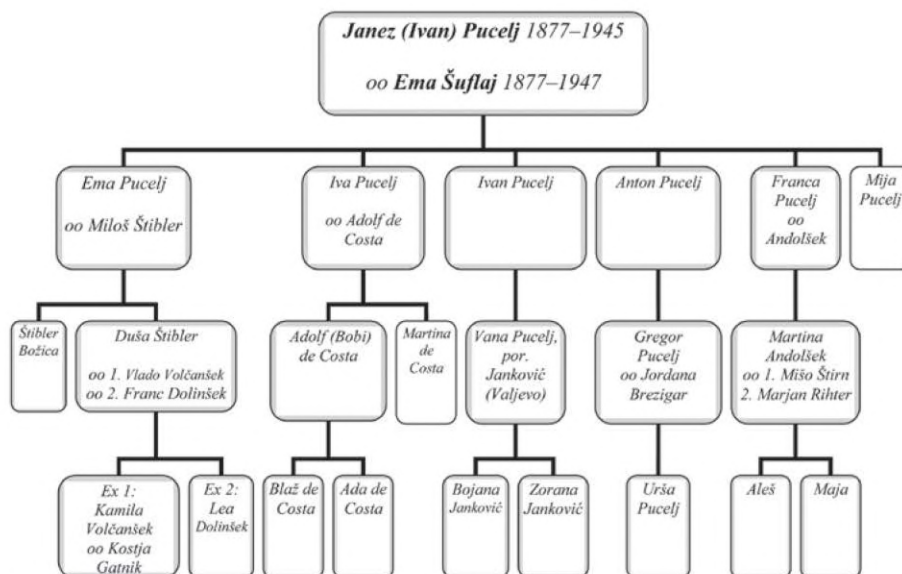 Janez (Ivan) Pucelj 1877–1945
oo Ema Šuflaj 1877–1947
Ema Pucelj
oo Miloš Štibler
Iva Pucelj
oo Adolf de
Costa
Ivan Pucelj
Anton Pucelj
Franca
Pucelj
oo
Andolšek
Mija
Pucelj
Štibler
Božica
Duša Štibler
oo 1. Vlado Volčanšek
oo 2. Franc Dolinšek
Adolf (Bobi)
de Costa
Martina
de
Costa
Vana Pucelj,
por.
Janković
(Valjevo)
Gregor
Pucelj
oo Jordana
Brezigar
Martina
Andolšek
oo 1. Mišo Štirn
2. Marjan Rihter
Ex 1:
Kamila
Volčanšek
oo Kostja
Gatnik
Ex 2:
Lea
Dolinšek
Blaž de
Costa
Ada de
Costa
Bojana
Janković
Zorana
Janković
Urša
Pucelj
Aleš
Maja